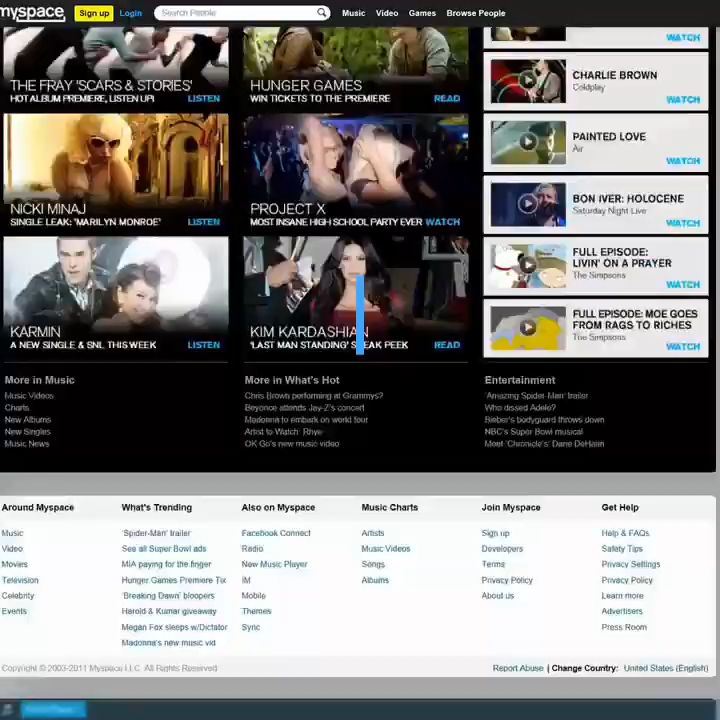 myspace Sign up Login Search People Music Video Games Browse People
THE FRAY 'SCARS & STORIES'
HOT ALBUM PREMIERE, LISTEN UP! LISTEN
HUNGER GAMES
WIN TICKETS TO THE PREMIERE READ
WATCH
CHARLIE BROWN
Coldplay
WATCH
PAINTED LOVE
Air
WATCH
NICKI MINAJ
SINGLE LEAK: 'MARILYN MONROE' LISTEN
PROJECT X
MOST INSANE HIGH SCHOOL PARTY EVER WATCH
BON IVER: HOLOCENE
Saturday Night Live
WATCH
FULL EPISODE:
LIVIN' ON A PRAYER
The Simpsons
WATCH
KARMIN
A NEW SINGLE & SNL THIS WEEK LISTEN
KIM KARDASHIAN
'LAST MAN STANDING' SNEAK PEEK READ
FULL EPISODE: MOE GOES
FROM RAGS TO RICHES
The Simpsons
WATCH
More in Music
Music Videos
Charts
New Albums
New Singles
Music News
More in What's Hot
Chris Brown performing at Grammys?
Beyonce attends Jay-Z's concert
Madonna to embark on world tour
Artist to Watch: Rhye
OK Go's new music video
Entertainment
'Amazing Spider-Man' trailer
Who dissed Adele?
Bieber's bodyguard throws down
NBC's Super Bowl musical
Meet 'Chronicle's' Dane DeHaan
Around Myspace
Music
Video
Movies
Television
Celebrity
Events
What's Trending
'Spider-Man' trailer
See all Super Bowl ads
MIA paying for the finger
Hunger Games Premiere Tix
'Breaking Dawn' bloopers
Harold & Kumar giveaway
Megan Fox sleeps w/Dictator
Madonna's new music vid
Also on Myspace
Facebook Connect
Radio
New Music Player
IM
Mobile
Themes
Sync
Music Charts
Artists
Music Videos
Songs
Albums
Join Myspace
Sign up
Developers
Terms
Privacy Policy
About us
Get Help
Help & FAQs
Safety Tips
Privacy Settings
Privacy Policy
Learn more
Advertisers
Press Room
Copyright © 2003-2011 Myspace LLC. All Rights Reserved
Report Abuse | Change Country: United States (English)